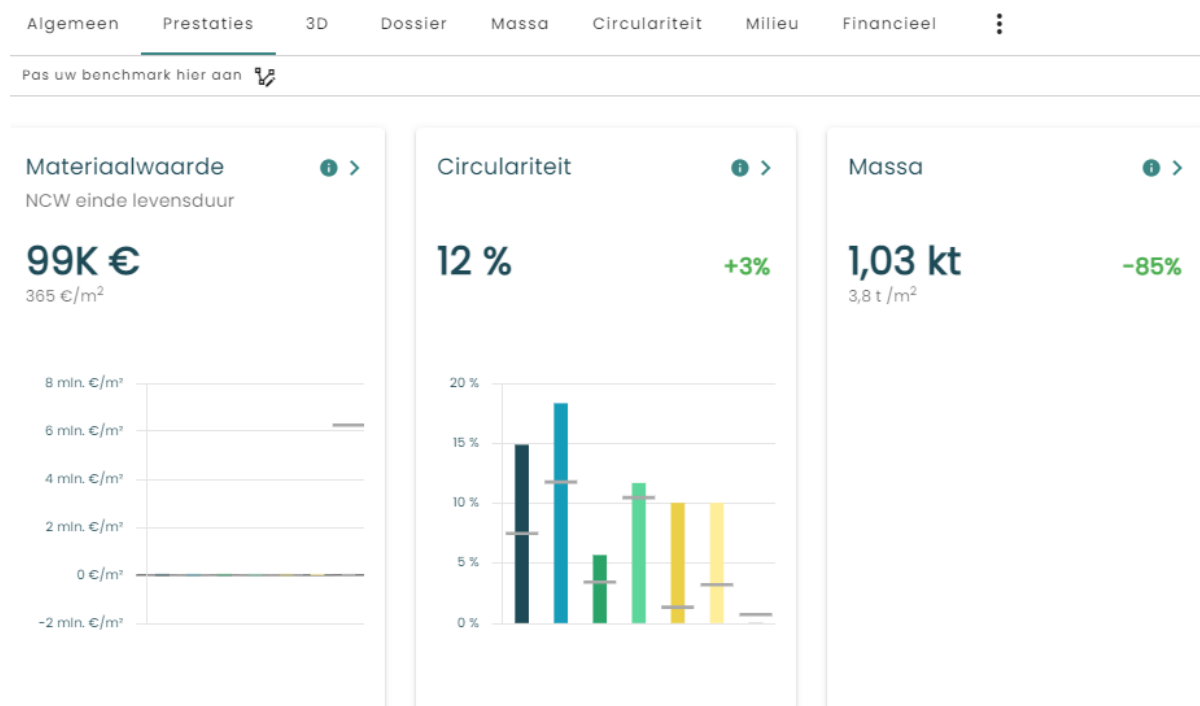 Algemeen Prestaties 3D Dossier Massa Circulariteit Milieu Financieel
Pas uw benchmark hier aan
Materiaalwaarde
NCW einde levensduur
99K €
365 €/m²
8 mln. €/m²
6 mln. €/m²
4 mln. €/m²
2 mln. €/m²
0 €/m²
-2 mln. €/m²
Circulariteit
12 %
+3%
20 %
15 %
10 %
5 %
0 %
Massa
1,03 kt
-85%
3,8 t /m²